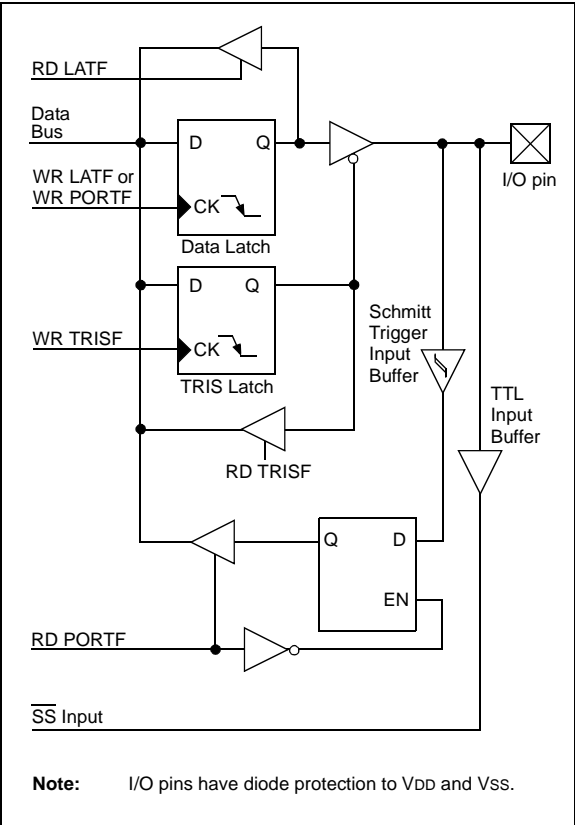 RD LATF
Data
Bus
D Q
I/O pin
WR LATF or
WR PORTF
CK
Data Latch
D Q
WR TRISF
CK
TRIS Latch
Schmitt
Trigger
Input
Buffer
TTL
Input
Buffer
RD TRISF
Q D
EN
RD PORTF
SS Input
Note: I/O pins have diode protection to VDD and VSS.